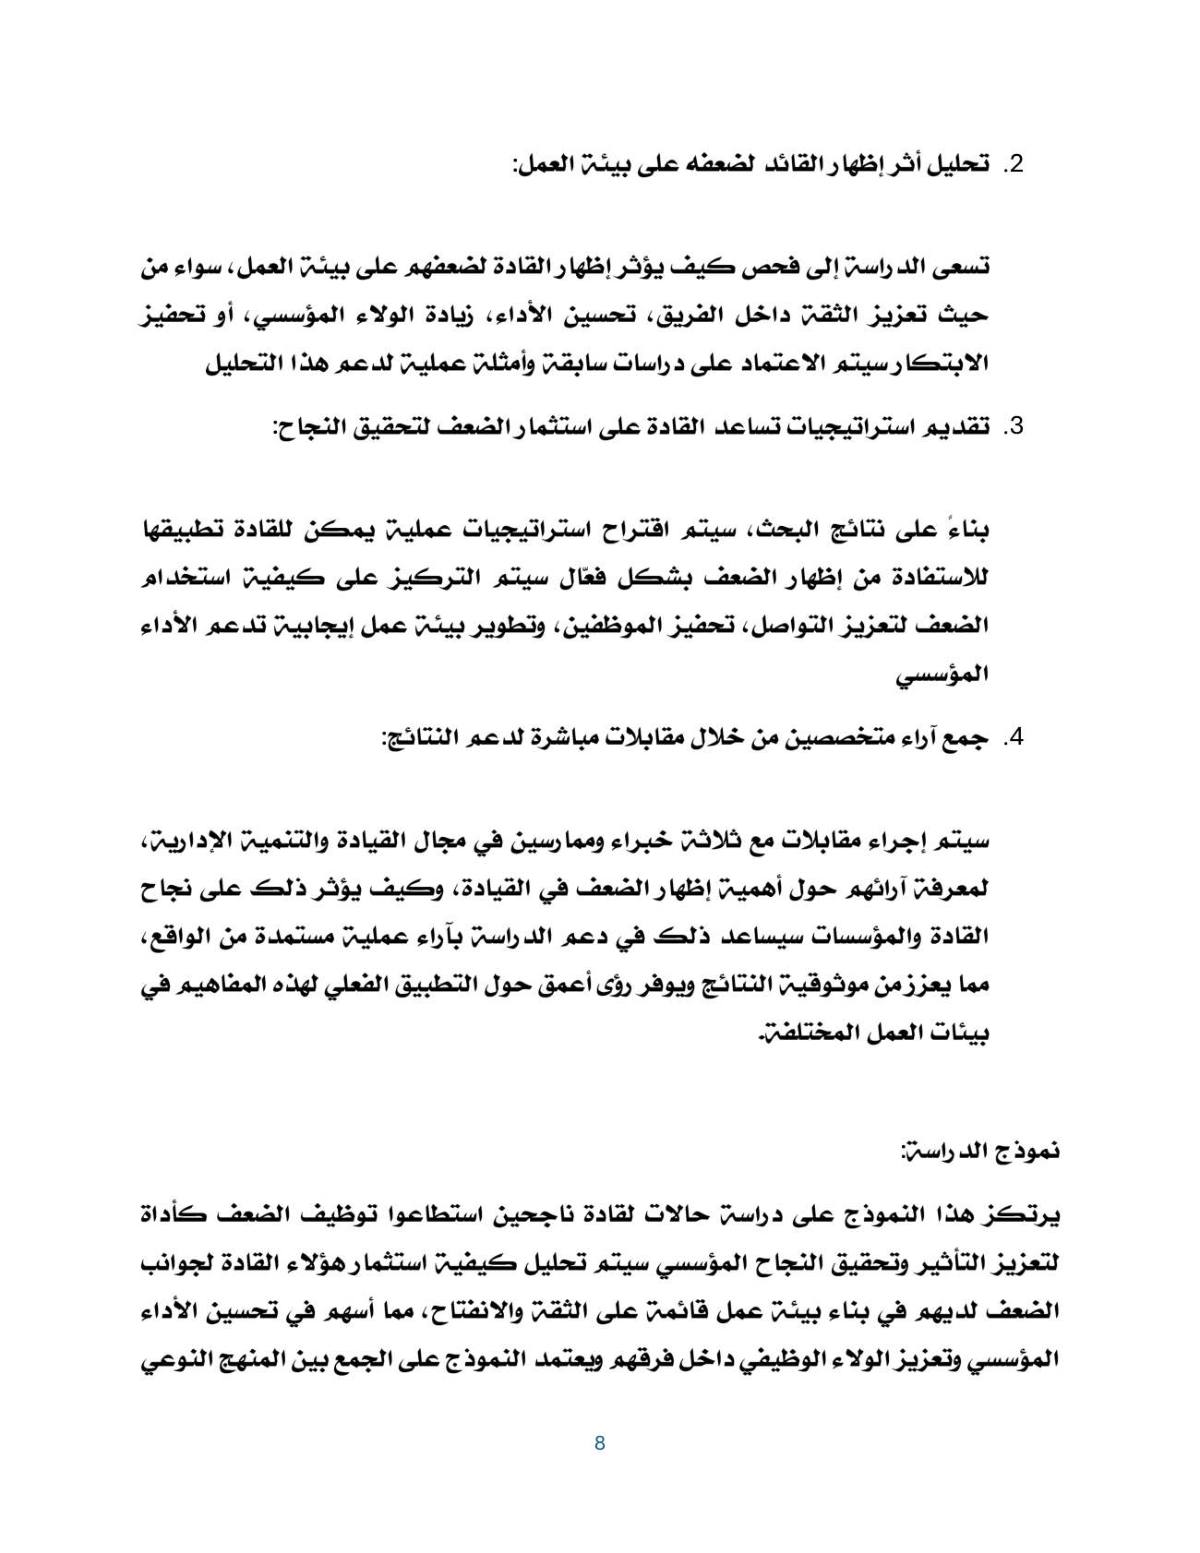 2. تحليل أثر إظهار القائد لضعفه على بيئة العمل:
تسعى الدراسة إلى فحص كيف يؤثر إظهار القادة لضعفهم على بيئة العمل، سواء من
حيث تعزيز الثقة داخل الفريق، تحسين الأداء، زيادة الولاء المؤسسي، أو تحفيز
الابتكار سيتم الاعتماد على دراسات سابقة وأمثلة عملية لدعم هذا التحليل
3. تقديم استراتيجيات تساعد القادة على استثمار الضعف لتحقيق النجاح:
بناءً على نتائج البحث، سيتم اقتراح استراتيجيات عملية يمكن للقادة تطبيقها
للاستفادة من إظهار الضعف بشكل فعّال سيتم التركيز على كيفية استخدام
الضعف لتعزيز التواصل، تحفيز الموظفين، وتطوير بيئة عمل إيجابية تدعم الأداء
المؤسسي
4. جمع آراء متخصصين من خلال مقابلات مباشرة لدعم النتائج:
سيتم إجراء مقابلات مع ثلاثة خبراء وممارسين في مجال القيادة والتنمية الإدارية،
لمعرفة آرائهم حول أهمية إظهار الضعف في القيادة، وكيف يؤثر ذلك على نجاح
القادة والمؤسسات سيساعد ذلك في دعم الدراسة بآراء عملية مستمدة من الواقع،
مما يعزز من موثوقية النتائج ويوفر رؤى أعمق حول التطبيق الفعلي لهذه المفاهيم في
بيئات العمل المختلفة.
نموذج الدراسة:
يرتكز هذا النموذج على دراسة حالات لقادة ناجحين استطاعوا توظيف الضعف كأداة
لتعزيز التأثير وتحقيق النجاح المؤسسي سيتم تحليل كيفية استثمار هؤلاء القادة لجوانب
الضعف لديهم في بناء بيئة عمل قائمة على الثقة والانفتاح، مما أسهم في تحسين الأداء
المؤسسي وتعزيز الولاء الوظيفي داخل فرقهم ويعتمد النموذج على الجمع بين المنهج النوعي
8